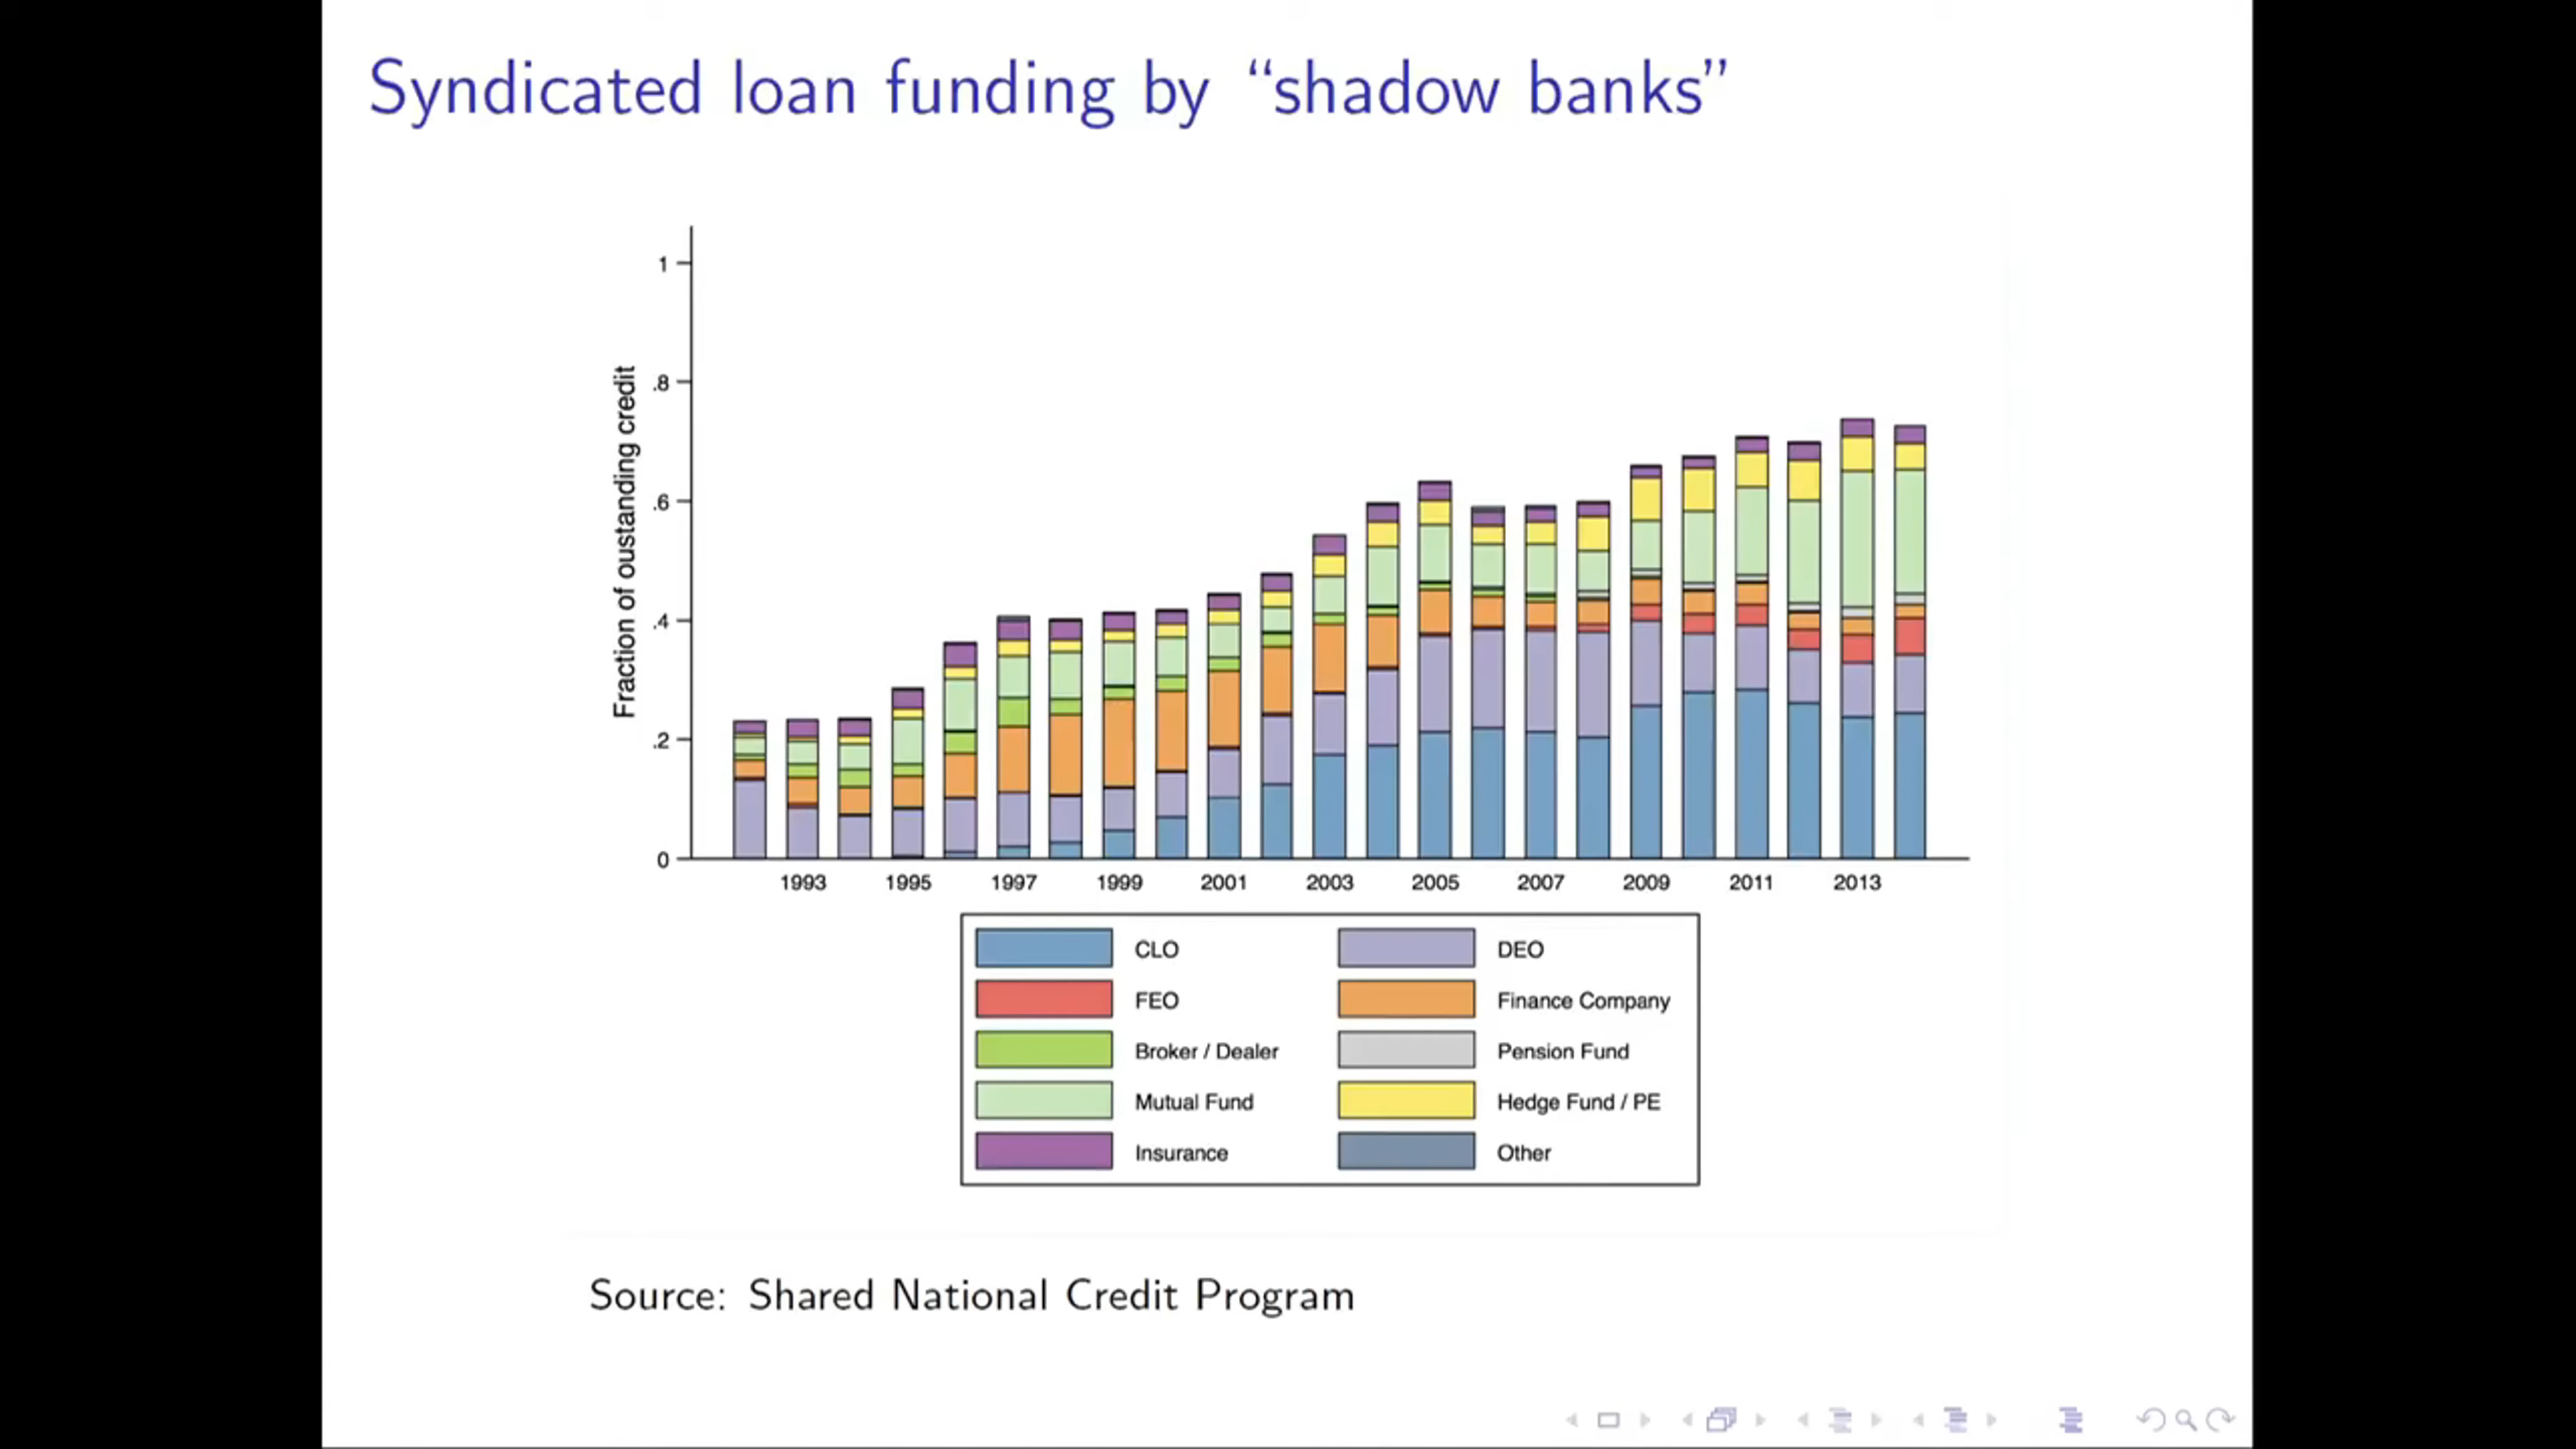 Syndicated loan funding by “shadow banks”
Fraction of oustanding credit
1
.8
.6
.4
.2
0
1993 1995 1997 1999 2001 2003 2005 2007 2009 2011 2013
CLO DEO
FEO Finance Company
Broker / Dealer Pension Fund
Mutual Fund Hedge Fund / PE
Insurance Other
Source: Shared National Credit Program